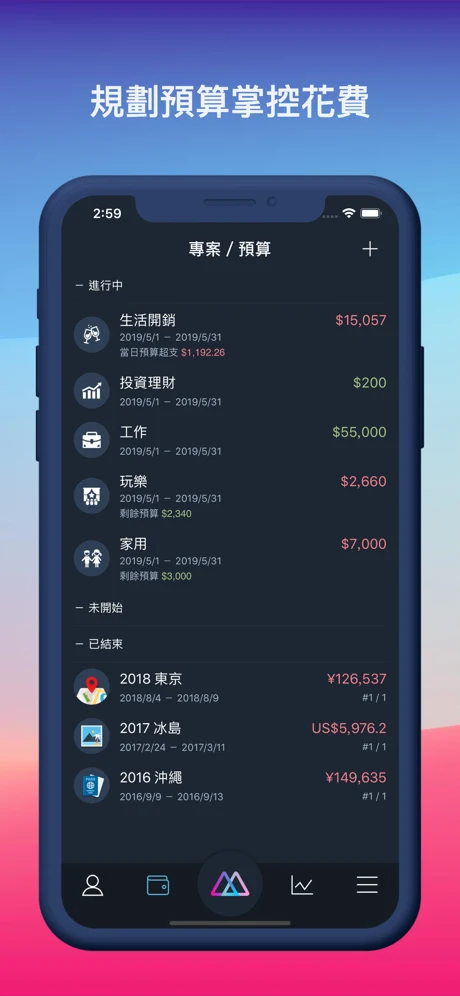 規劃預算掌控花費
2:59
專案 / 預算
– 進行中
生活開銷 $15,057
2019/5/1 – 2019/5/31
當日預算超支 $1,192.26
投資理財 $200
2019/5/1 – 2019/5/31
工作 $55,000
2019/5/1 – 2019/5/31
玩樂 $2,660
2019/5/1 – 2019/5/31
剩餘預算 $2,340
家用 $7,000
2019/5/1 – 2019/5/31
剩餘預算 $3,000
– 未開始
– 已結束
2018 東京 ¥126,537
2018/8/4 – 2018/8/9 #1 / 1
2017 冰島 US$5,976.2
2017/2/24 – 2017/3/11 #1 / 1
2016 沖繩 ¥149,635
2016/9/9 – 2016/9/13 #1 / 1